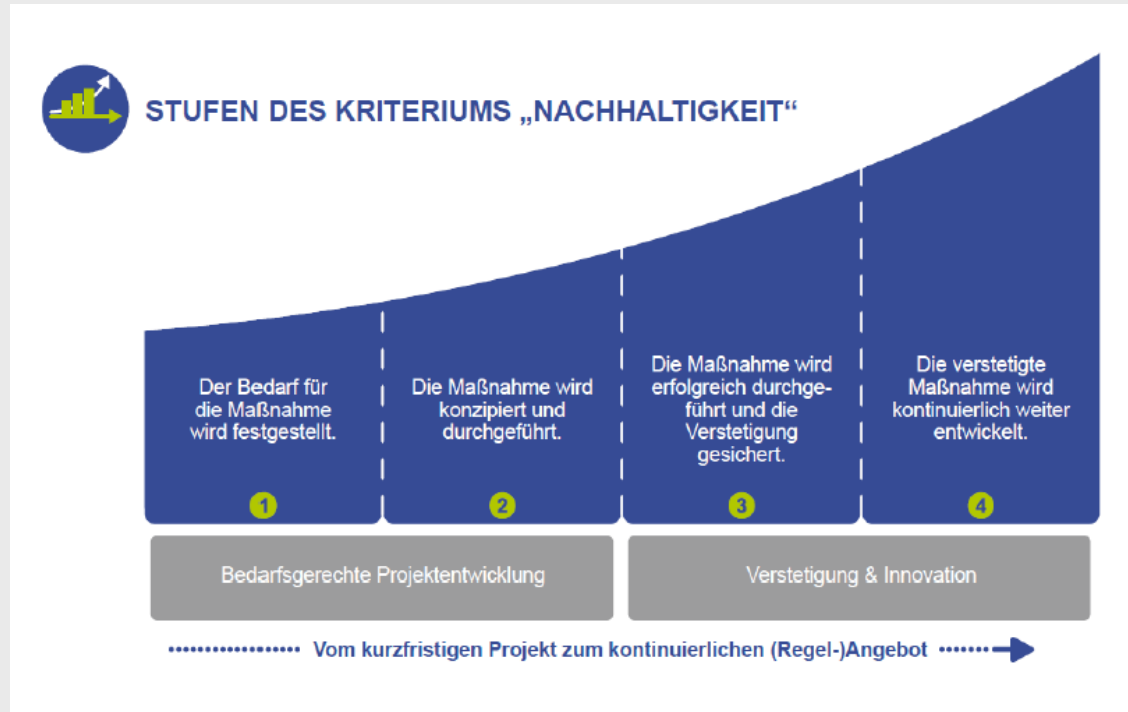 STUFEN DES KRITERIUMS „NACHHALTIGKEIT“
Der Bedarf für
die Maßnahme
wird festgestellt.
1
Die Maßnahme wird
konzipiert und
durchgeführt.
2
Die Maßnahme wird
erfolgreich durchge-
führt und die
Verstetigung
gesichert.
3
Die verstetigte
Maßnahme wird
kontinuierlich weiter
entwickelt.
4
Bedarfsgerechte Projektentwicklung
Verstetigung & Innovation
Vom kurzfristigen Projekt zum kontinuierlichen (Regel-)Angebot